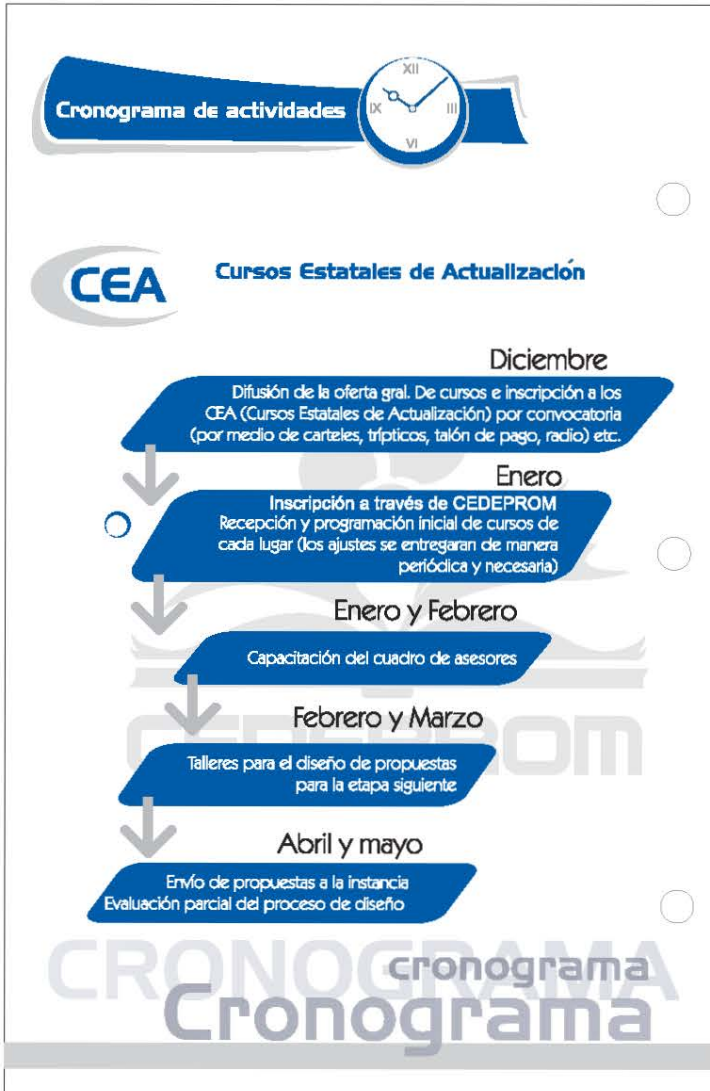 XII
IX
III
VI
Cronograma de actividades
CEA
Cursos Estatales de Actualización
Diciembre
Difusión de la oferta gral. De cursos e inscripción a los
CEA (Cursos Estatales de Actualización) por convocatoria
(por medio de carteles, trípticos, talón de pago, radio) etc.
Enero
Inscripción a través de CEDEPROM
Recepción y programación inicial de cursos de
cada lugar (los ajustes se entregaran de manera
periódica y necesaria)
Enero y Febrero
Capacitación del cuadro de asesores
CEDEPROM
Febrero y Marzo
Talleres para el diseño de propuestas
para la etapa siguiente
Abril y mayo
Envío de propuestas a la instancia
Evaluación parcial del proceso de diseño
CRONOGRAMA
cronograma
Cronograma